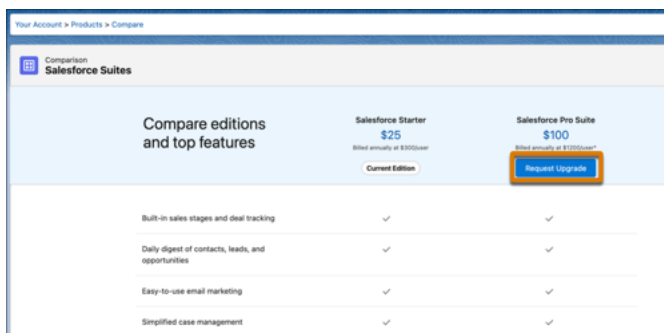 Your Account > Products > Compare
Comparison
Salesforce Suites
Compare editions
and top features
Salesforce Starter
$25
Billed annually at $300/user
Current Edition
Salesforce Pro Suite
$100
Billed annually at $1200/user*
Request Upgrade
Built-in sales stages and deal tracking
Daily digest of contacts, leads, and
opportunities
Easy-to-use email marketing
Simplified case management